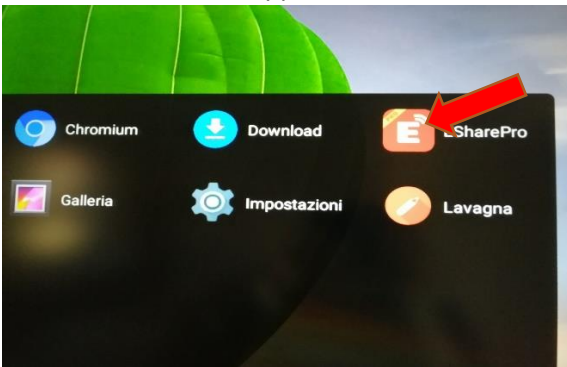 Chromium
Download
E
ESharePro
Galleria
Impostazioni
Lavagna